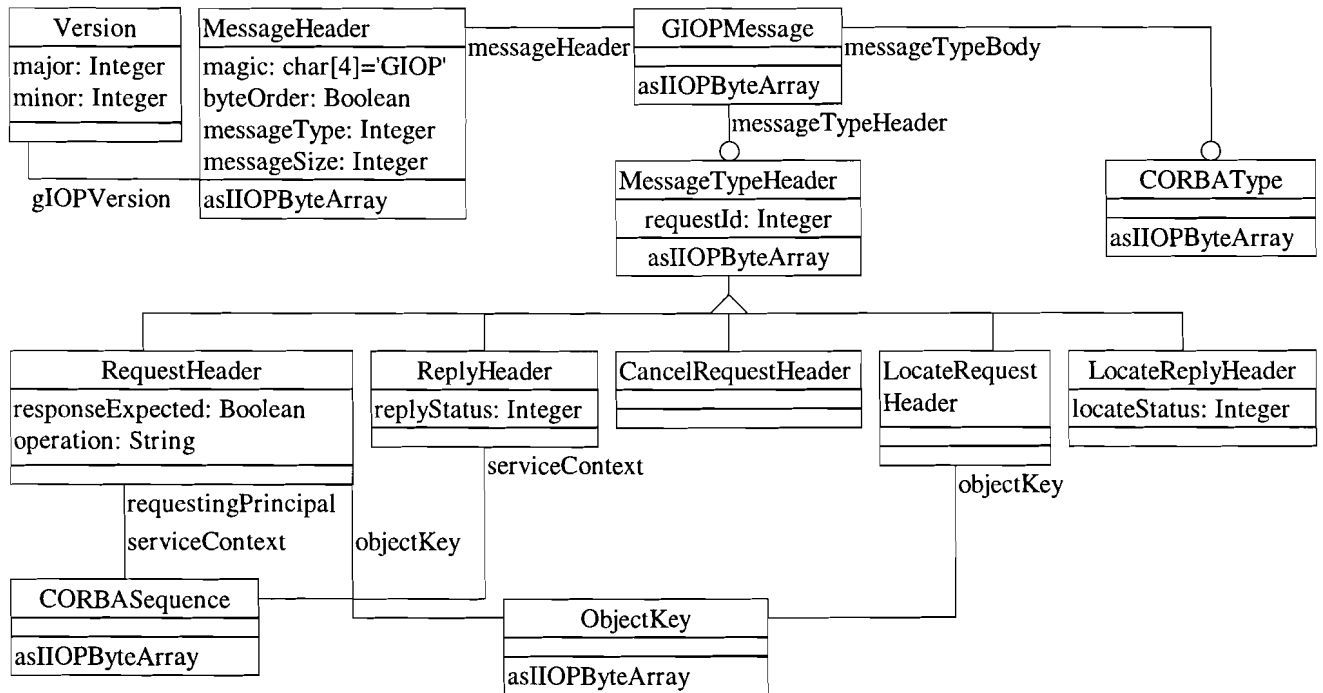 Version
major: Integer
minor: Integer
gIOPVersion
MessageHeader
magic: char[4]='GIOP'
byteOrder: Boolean
messageType: Integer
messageSize: Integer
asIIOPByteArray
messageHeader
GIOPMessage
asIIOPByteArray
messageTypeBody
messageTypeHeader
MessageTypeHeader
requestId: Integer
asIIOPByteArray
CORBAType
asIIOPByteArray
RequestHeader
responseExpected: Boolean
operation: String
ReplyHeader
replyStatus: Integer
CancelRequestHeader
LocateRequest
Header
LocateReplyHeader
locateStatus: Integer
requestingPrincipal
serviceContext
objectKey
serviceContext
objectKey
CORBASequence
asIIOPByteArray
ObjectKey
asIIOPByteArray